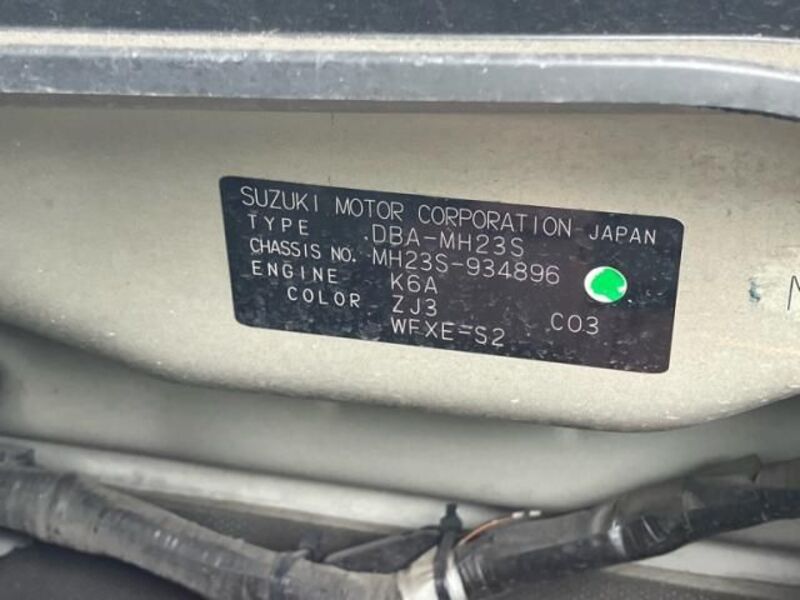 SUZUKI MOTOR CORPORATION JAPAN
TYPE DBA-MH23S
CHASSIS NO. MH23S-934896
ENGINE K6A
COLOR ZJ3 C03
WFXE-S2